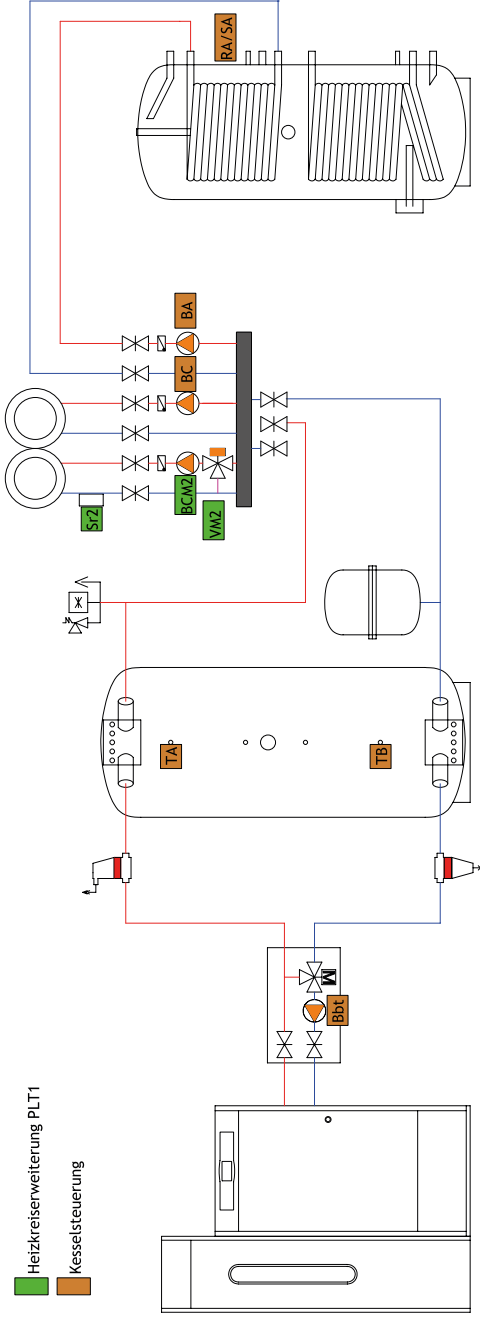 Heizkreiserweiterung PLT1
Kesselsteuerung
Bbt
M
TA
TB
Sr2
BCM2
VM2
BC
BA
RA/SA